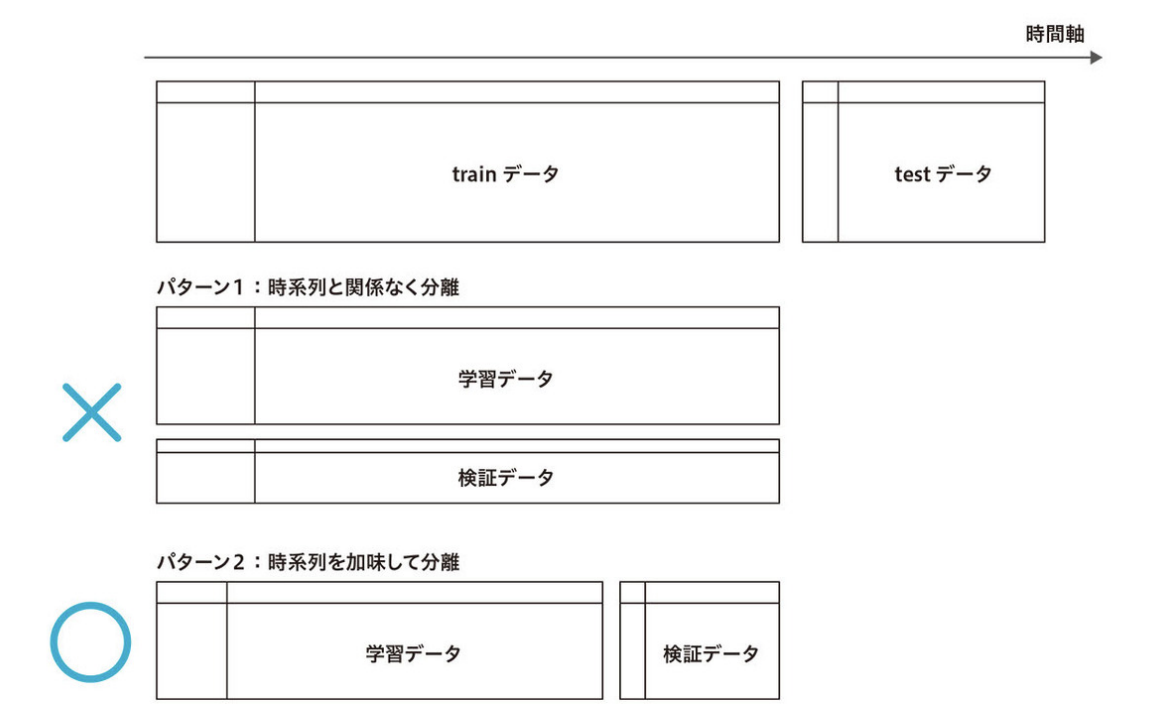 時間軸
train データ
test データ
パターン1：時系列と関係なく分離
学習データ
検証データ
パターン2：時系列を加味して分離
学習データ
検証データ